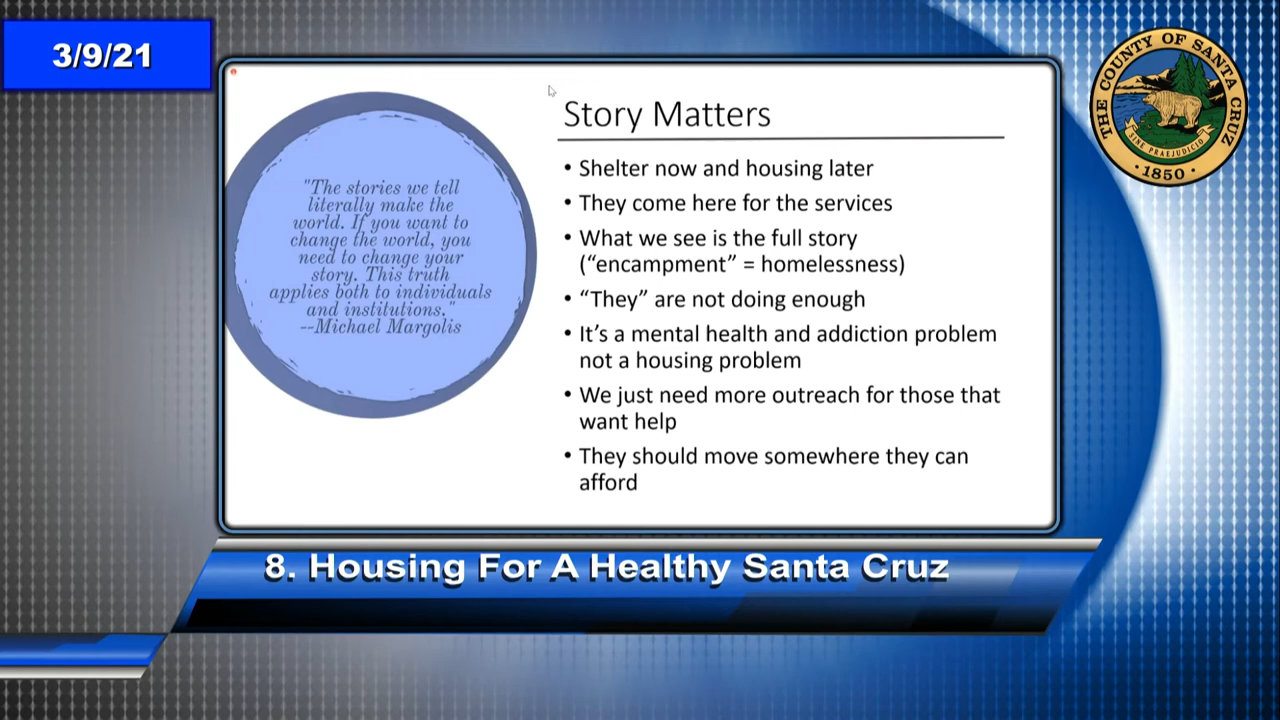 3/9/21
THE COUNTY OF SANTA CRUZ
SINE PRAEJUDICIO
• 1850 •
"The stories we tell
literally make the
world. If you want to
change the world, you
need to change your
story. This truth
applies both to individuals
and institutions."
--Michael Margolis
Story Matters
• Shelter now and housing later
• They come here for the services
• What we see is the full story
(“encampment” = homelessness)
• “They” are not doing enough
• It’s a mental health and addiction problem
not a housing problem
• We just need more outreach for those that
want help
• They should move somewhere they can
afford
8. Housing For A Healthy Santa Cruz